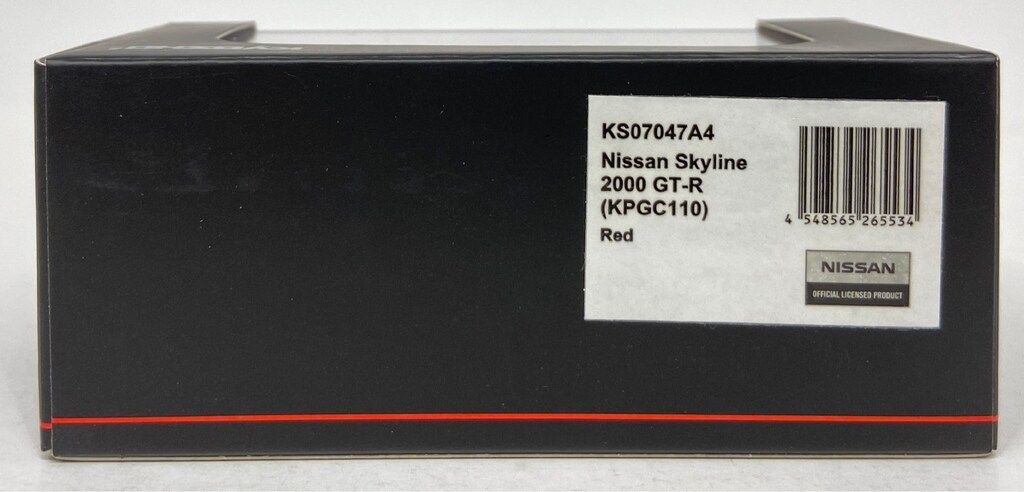 KS07047A4
Nissan Skyline
2000 GT-R
(KPGC110)
Red
4 548565 265534
NISSAN
OFFICIAL LICENSED PRODUCT